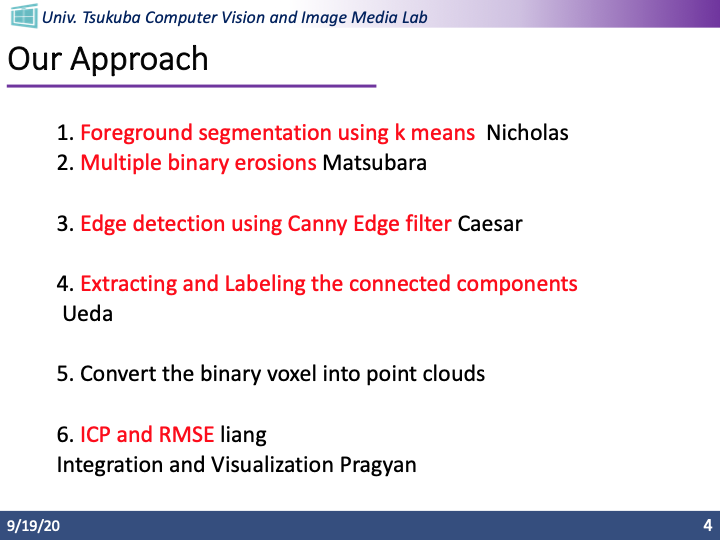 Univ. Tsukuba Computer Vision and Image Media Lab
Our Approach
1. Foreground segmentation using k means  Nicholas
2. Multiple binary erosions Matsubara
3. Edge detection using Canny Edge filter Caesar
4. Extracting and Labeling the connected components
Ueda
5. Convert the binary voxel into point clouds
6. ICP and RMSE liang
Integration and Visualization Pragyan
9/19/20
4